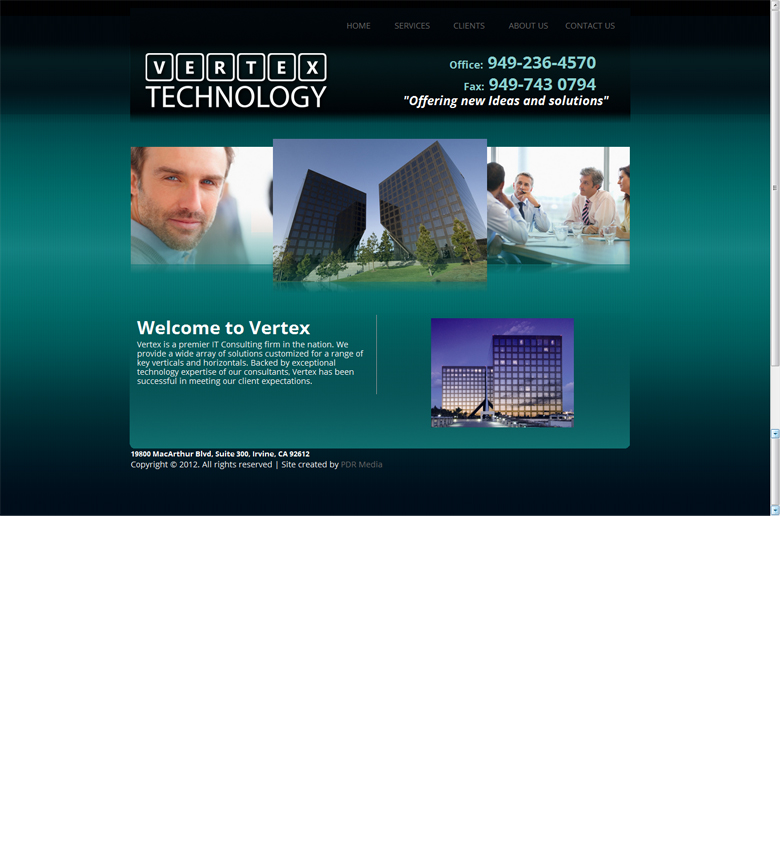 HOME SERVICES CLIENTS ABOUT US CONTACT US
VERTEX
TECHNOLOGY
Office: 949-236-4570
Fax: 949-743 0794
"Offering new Ideas and solutions"
Welcome to Vertex
Vertex is a premier IT Consulting firm in the nation. We
provide a wide array of solutions customized for a range of
key verticals and horizontals. Backed by exceptional
technology expertise of our consultants, Vertex has been
successful in meeting our client expectations.
19800 MacArthur Blvd, Suite 300, Irvine, CA 92612
Copyright © 2012. All rights reserved | Site created by PDR Media